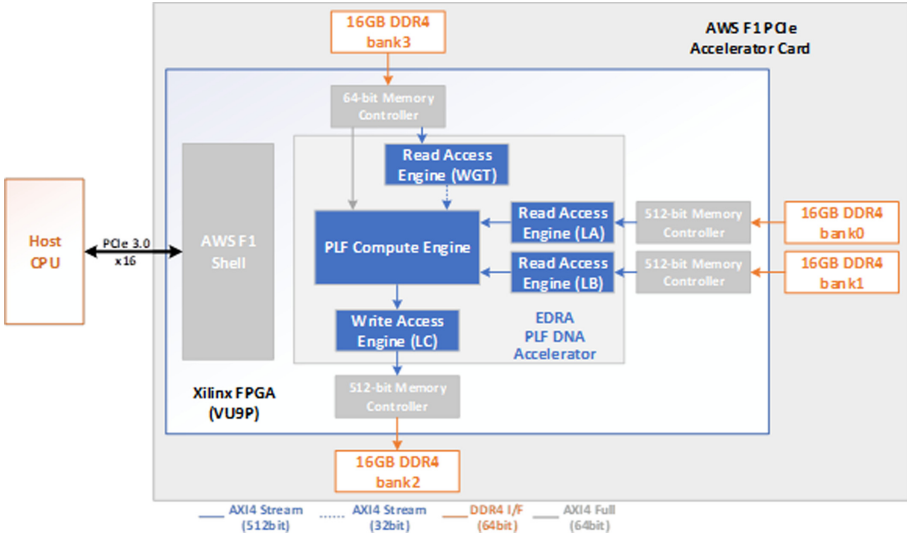 16GB DDR4
bank3
AWS F1 PCIe
Accelerator Card
64-bit Memory
Controller
Read Access
Engine (WGT)
Host
CPU
PCIe 3.0
x16
AWS F1
Shell
PLF Compute Engine
Read Access
Engine (LA)
512-bit Memory
Controller
16GB DDR4
bank0
Read Access
Engine (LB)
512-bit Memory
Controller
16GB DDR4
bank1
Write Access
Engine (LC)
EDRA
PLF DNA
Accelerator
Xilinx FPGA
(VU9P)
512-bit Memory
Controller
16GB DDR4
bank2
AXI4 Stream
(512bit)
AXI4 Stream
(32bit)
DDR4 I/F
(64bit)
AXI4 Full
(64bit)